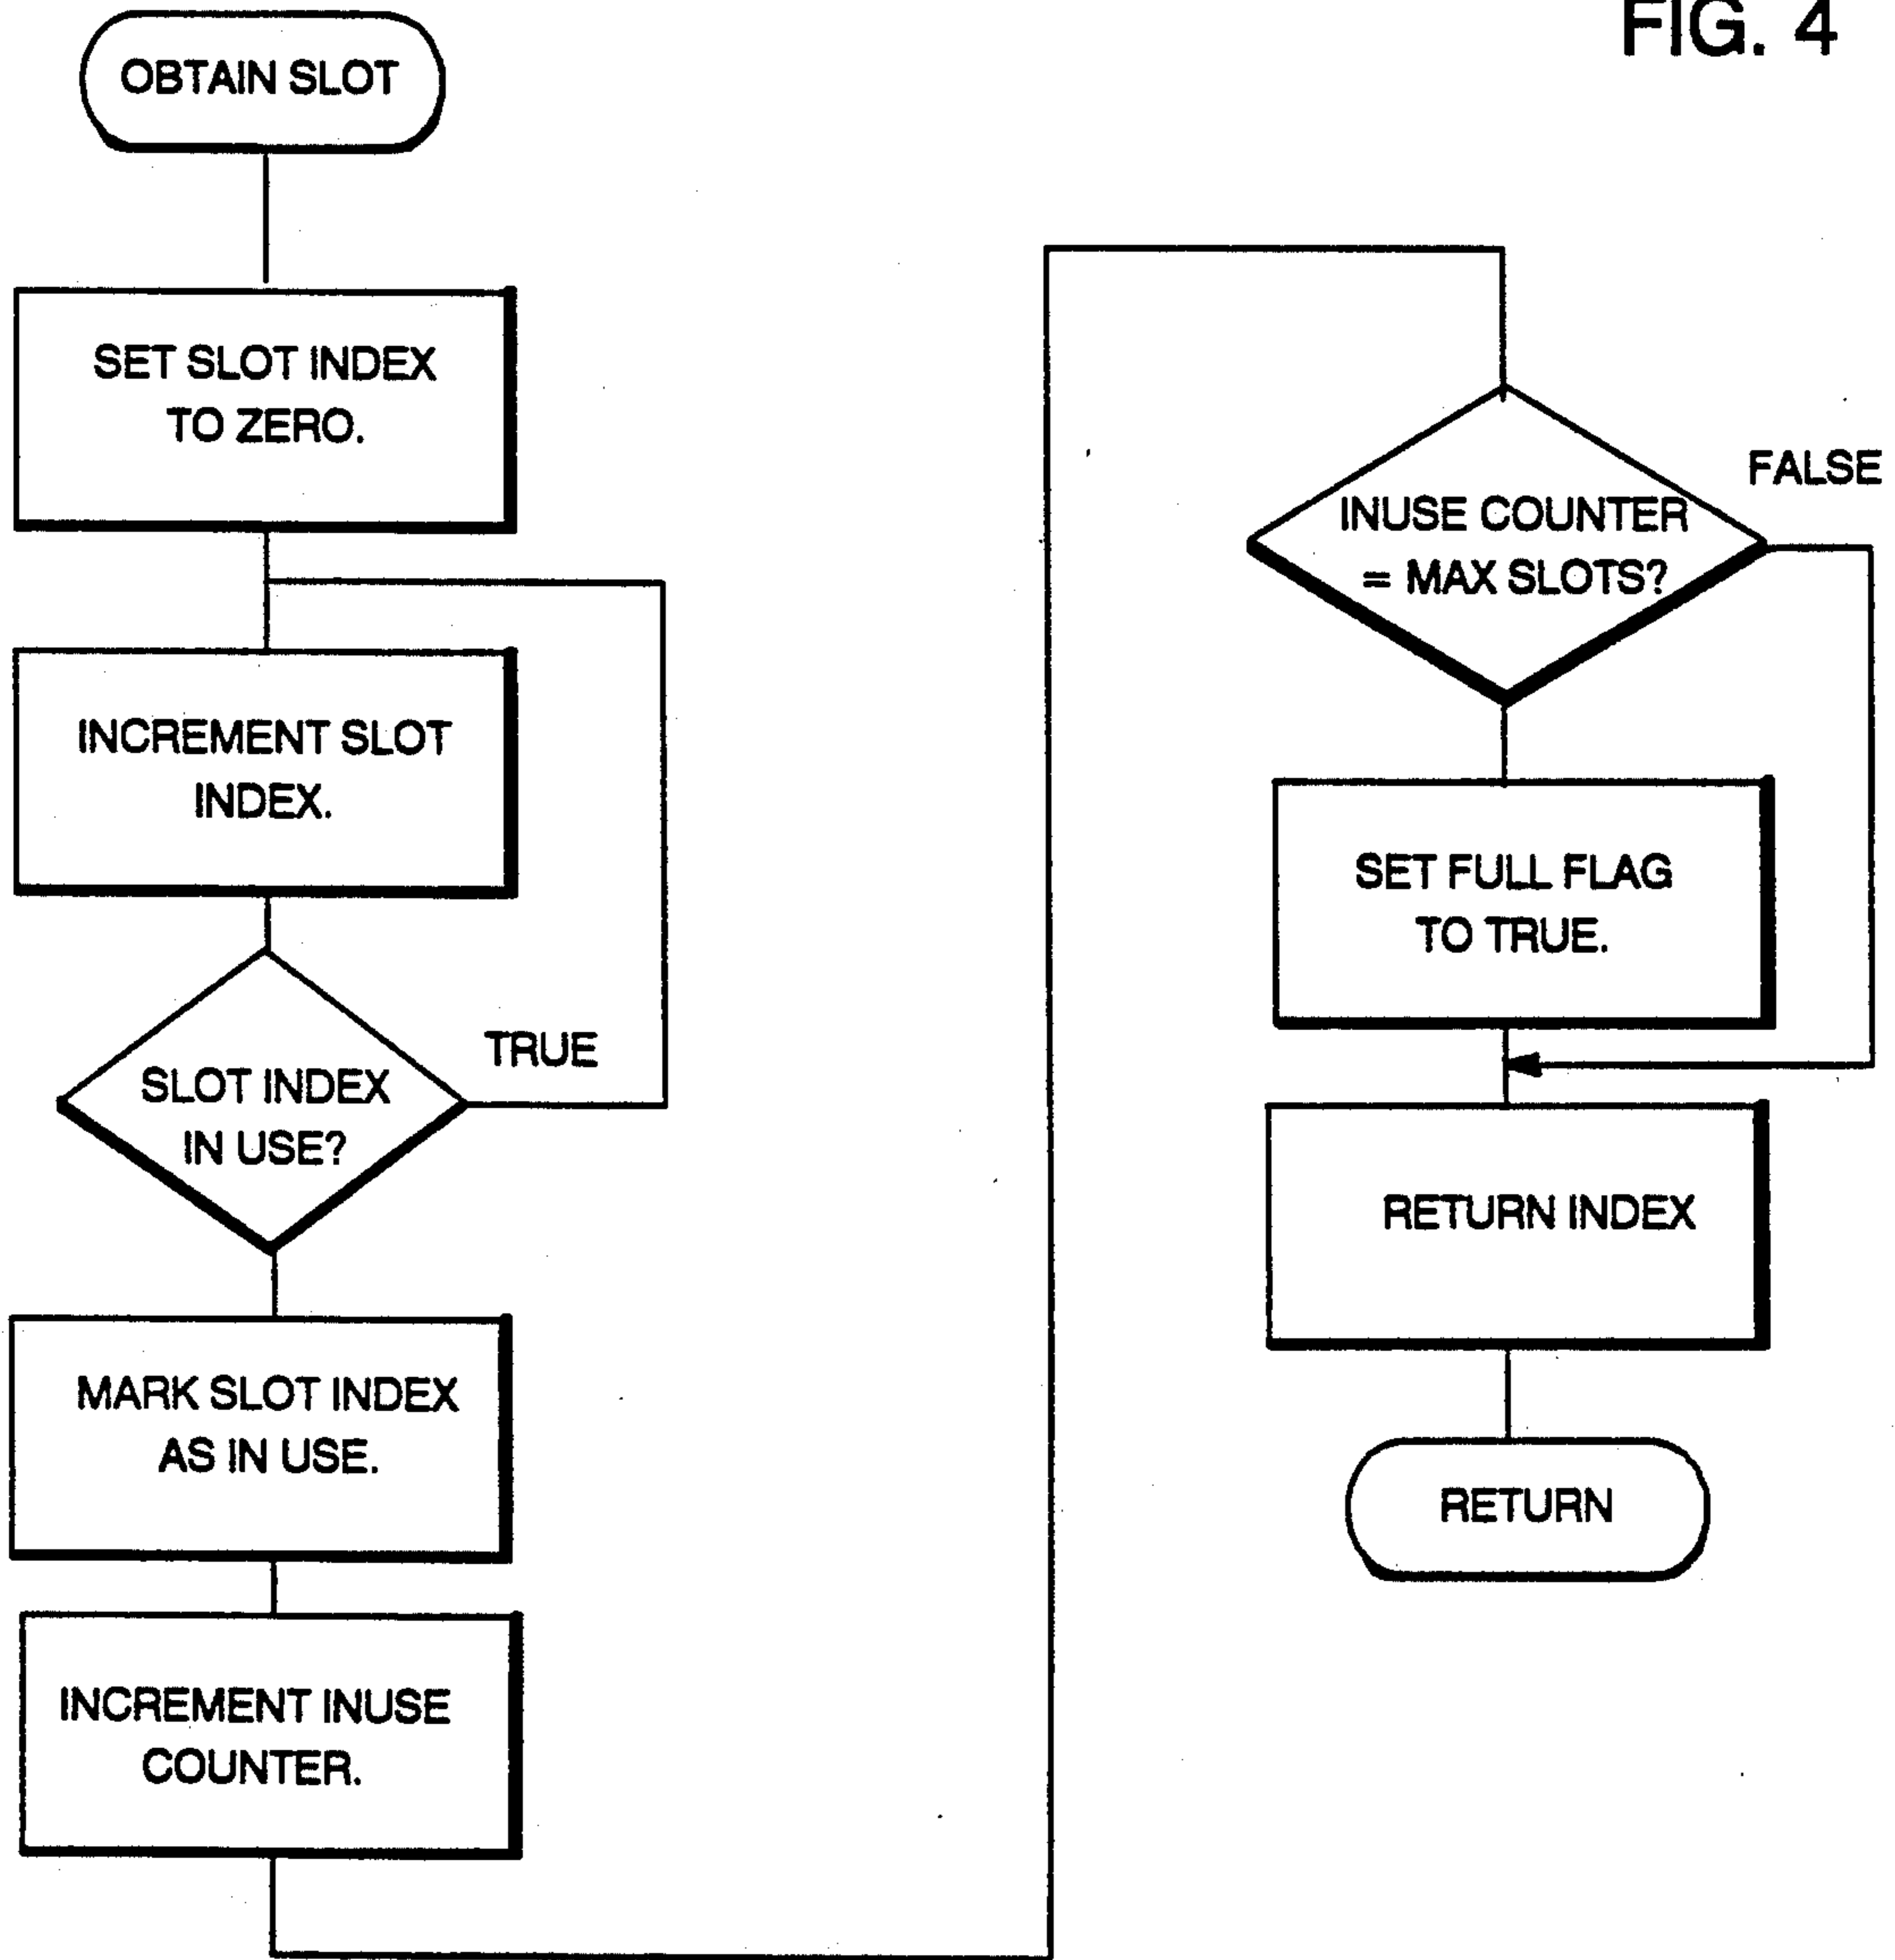 FIG. 4
OBTAIN SLOT
SET SLOT INDEX
TO ZERO.
INCREMENT SLOT
INDEX.
SLOT INDEX
IN USE?
TRUE
MARK SLOT INDEX
AS IN USE.
INCREMENT INUSE
COUNTER.
INUSE COUNTER
= MAX SLOTS?
FALSE
SET FULL FLAG
TO TRUE.
RETURN INDEX
RETURN